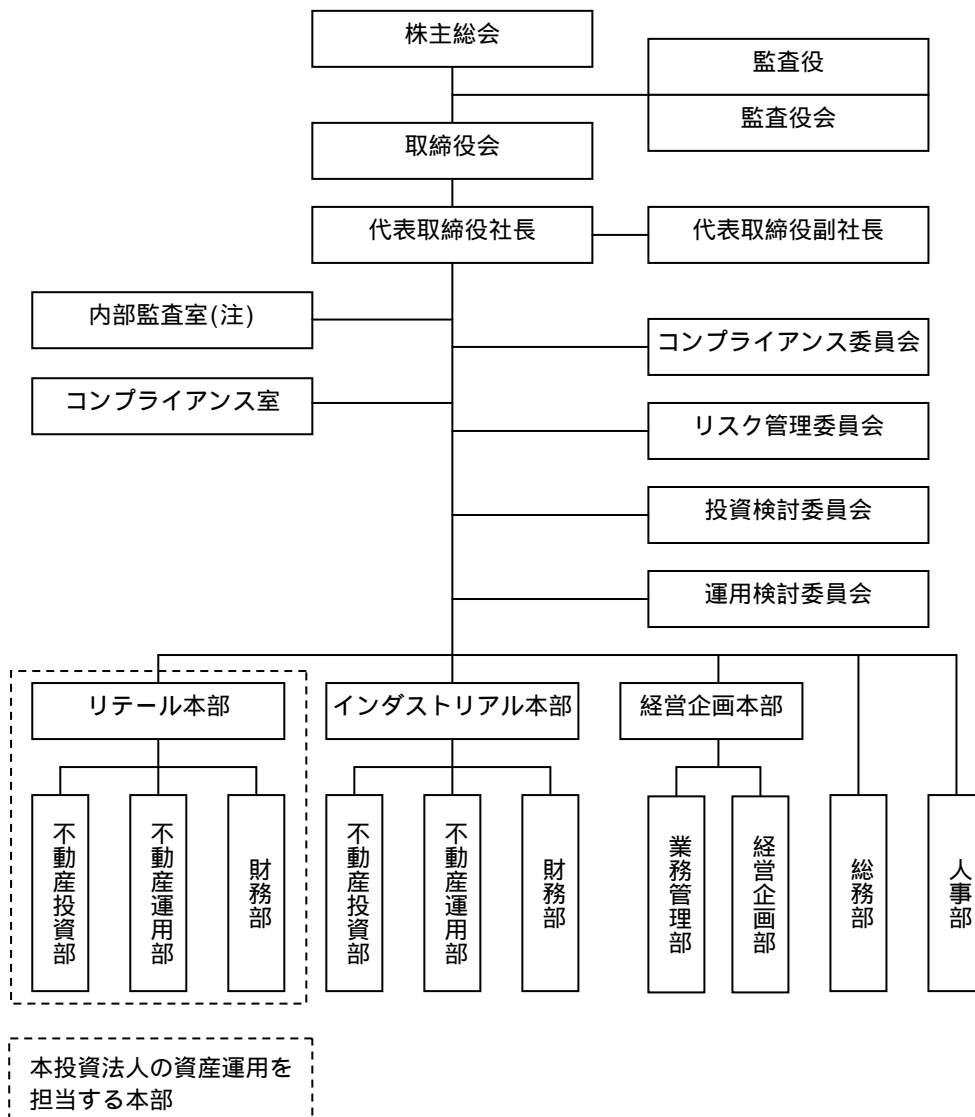 株主総会
監査役
監査役会
取締役会
代表取締役社長
代表取締役副社長
内部監査室(注)
コンプライアンス委員会
コンプライアンス室
リスク管理委員会
投資検討委員会
運用検討委員会
リテール本部
インダストリアル本部
経営企画本部
不動産投資部
不動産運用部
財務部
不動産投資部
不動産運用部
財務部
業務管理部
経営企画部
総務部
人事部
本投資法人の資産運用を
担当する本部